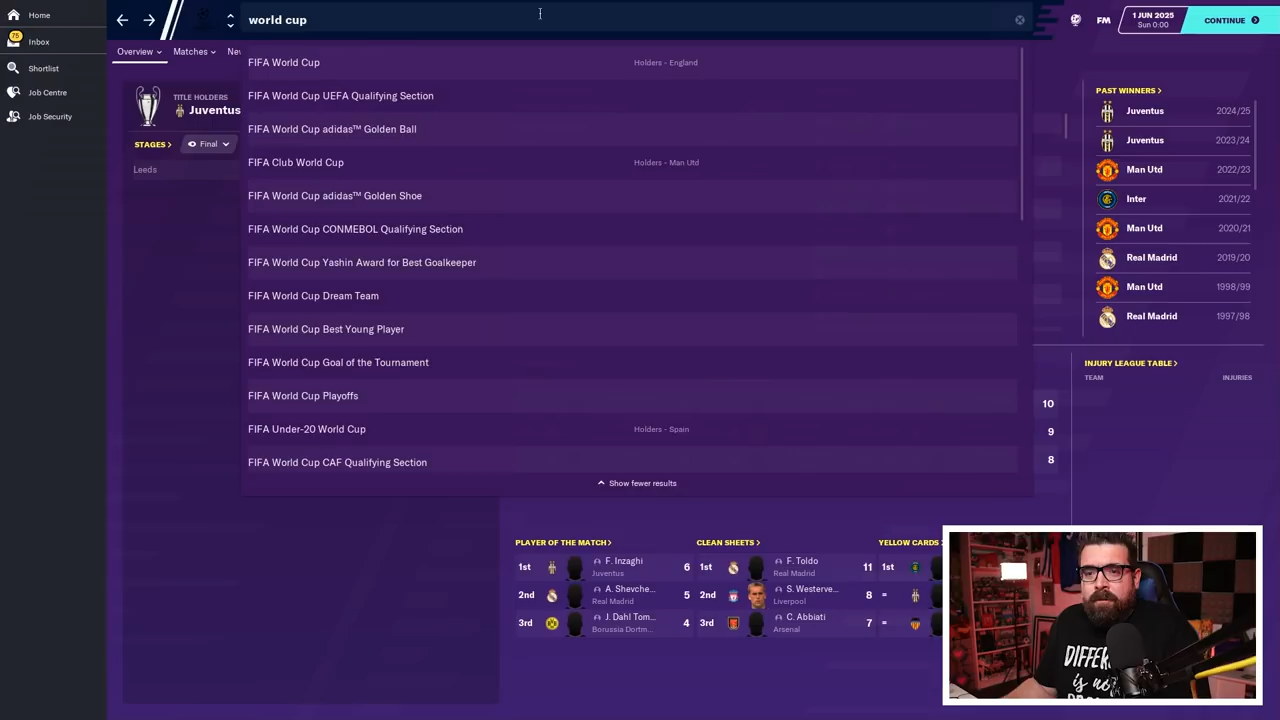 Home
world cup
FM
1 JUN 2025
Sun 0:00
CONTINUE
75
Inbox
Overview
Matches
Nev
Shortlist
Job Centre
Job Security
FIFA World Cup
Holders - England
FIFA World Cup UEFA Qualifying Section
FIFA World Cup adidas™ Golden Ball
FIFA Club World Cup
Holders - Man Utd
FIFA World Cup adidas™ Golden Shoe
FIFA World Cup CONMEBOL Qualifying Section
FIFA World Cup Yashin Award for Best Goalkeeper
FIFA World Cup Dream Team
FIFA World Cup Best Young Player
FIFA World Cup Goal of the Tournament
FIFA World Cup Playoffs
FIFA Under-20 World Cup
Holders - Spain
FIFA World Cup CAF Qualifying Section
Show fewer results
TITLE HOLDERS
Juventus
STAGES
Final
Leeds
PAST WINNERS
Juventus 2024/25
Juventus 2023/24
Man Utd 2022/23
Inter 2021/22
Man Utd 2020/21
Real Madrid 2019/20
Man Utd 1998/99
Real Madrid 1997/98
INJURY LEAGUE TABLE
TEAM INJURIES
10
9
8
PLAYER OF THE MATCH
1st F. Inzaghi 6
Juventus
2nd A. Shevche... 5
Real Madrid
3rd J. Dahl Tom... 4
Borussia Dortm...
CLEAN SHEETS
1st F. Toldo 11
Real Madrid
2nd S. Westerve... 8
Liverpool
3rd C. Abbiati 7
Arsenal
YELLOW CARDS
1st
=
=
DIFFER
is no